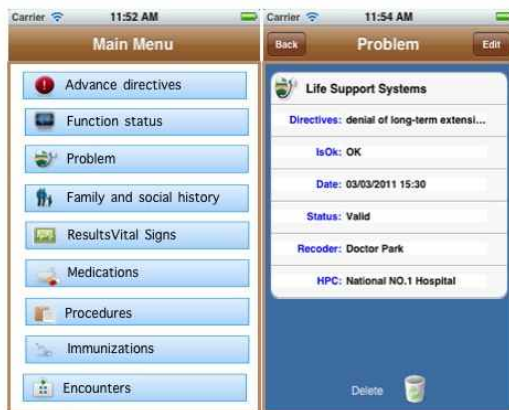 Carrier 11:52 AM
Main Menu
Advance directives
Function status
Problem
Family and social history
ResultsVital Signs
Medications
Procedures
Immunizations
Encounters
Carrier 11:54 AM
Back Problem Edit
Life Support Systems
Directives: denial of long-term extensi...
IsOk: OK
Date: 03/03/2011 15:30
Status: Valid
Recoder: Doctor Park
HPC: National NO.1 Hospital
Delete